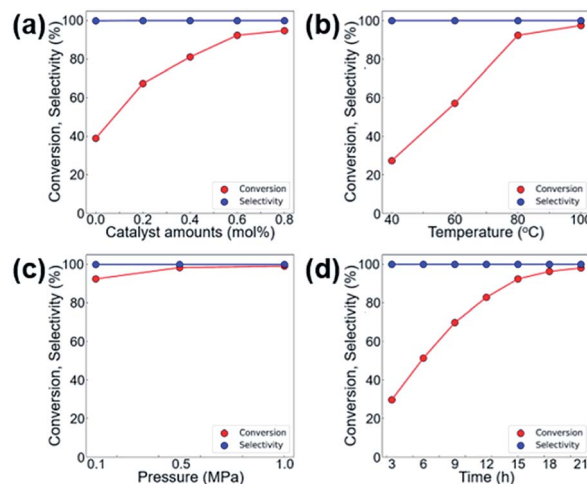 (a)
Conversion, Selectivity (%)
100
80
60
40
20
0
Conversion
Selectivity
0.0 0.2 0.4 0.6 0.8
Catalyst amounts (mol%)
(b)
Conversion, Selectivity (%)
100
80
60
40
20
0
Conversion
Selectivity
40 60 80 100
Temperature (°C)
(c)
Conversion, Selectivity (%)
100
80
60
40
20
0
Conversion
Selectivity
0.1 0.5 1.0
Pressure (MPa)
(d)
Conversion, Selectivity (%)
100
80
60
40
20
0
Conversion
Selectivity
3 6 9 12 15 18 21
Time (h)